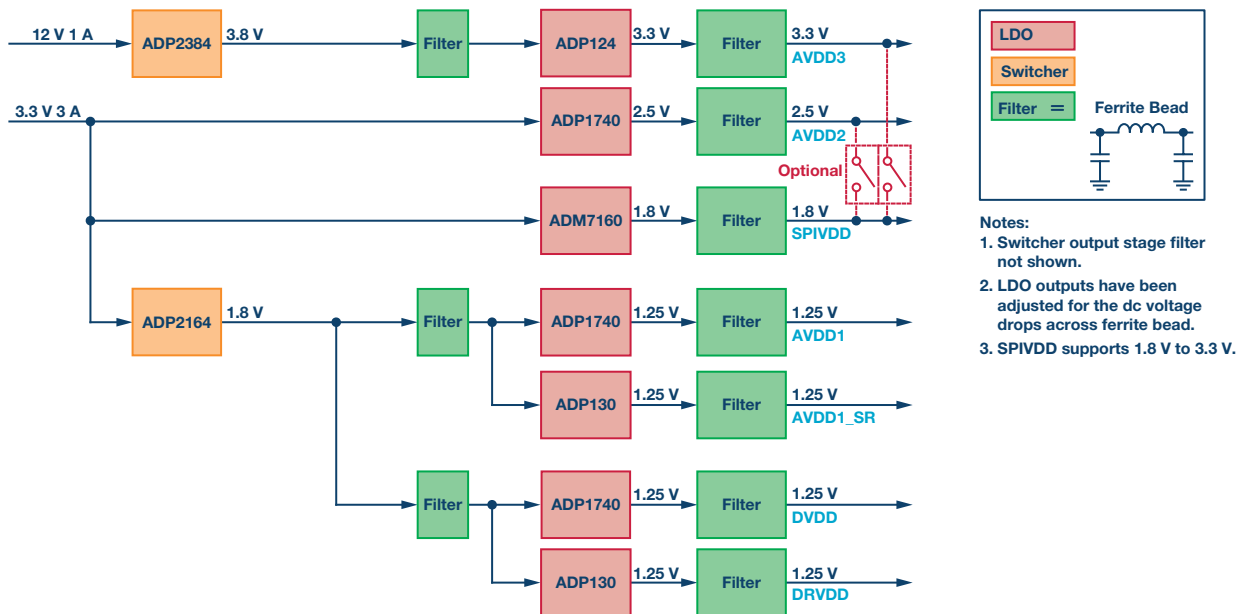 12 V 1 A
ADP2384
3.8 V
Filter
ADP124
3.3 V
Filter
3.3 V
AVDD3
3.3 V 3 A
ADP1740
2.5 V
Filter
2.5 V
AVDD2
Optional
ADM7160
1.8 V
Filter
1.8 V
SPIVDD
ADP2164
1.8 V
Filter
ADP1740
1.25 V
Filter
1.25 V
AVDD1
ADP130
1.25 V
Filter
1.25 V
AVDD1_SR
Filter
ADP1740
1.25 V
Filter
1.25 V
DVDD
ADP130
1.25 V
Filter
1.25 V
DRVDD
LDO
Switcher
Filter =
Ferrite Bead
Notes:
1. Switcher output stage filter
not shown.
2. LDO outputs have been
adjusted for the dc voltage
drops across ferrite bead.
3. SPIVDD supports 1.8 V to 3.3 V.